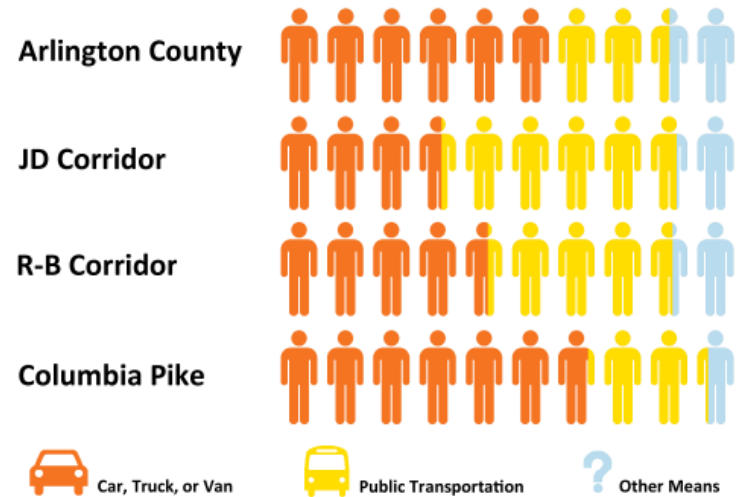 Arlington County
JD Corridor
R-B Corridor
Columbia Pike
Car, Truck, or Van Public Transportation ? Other Means